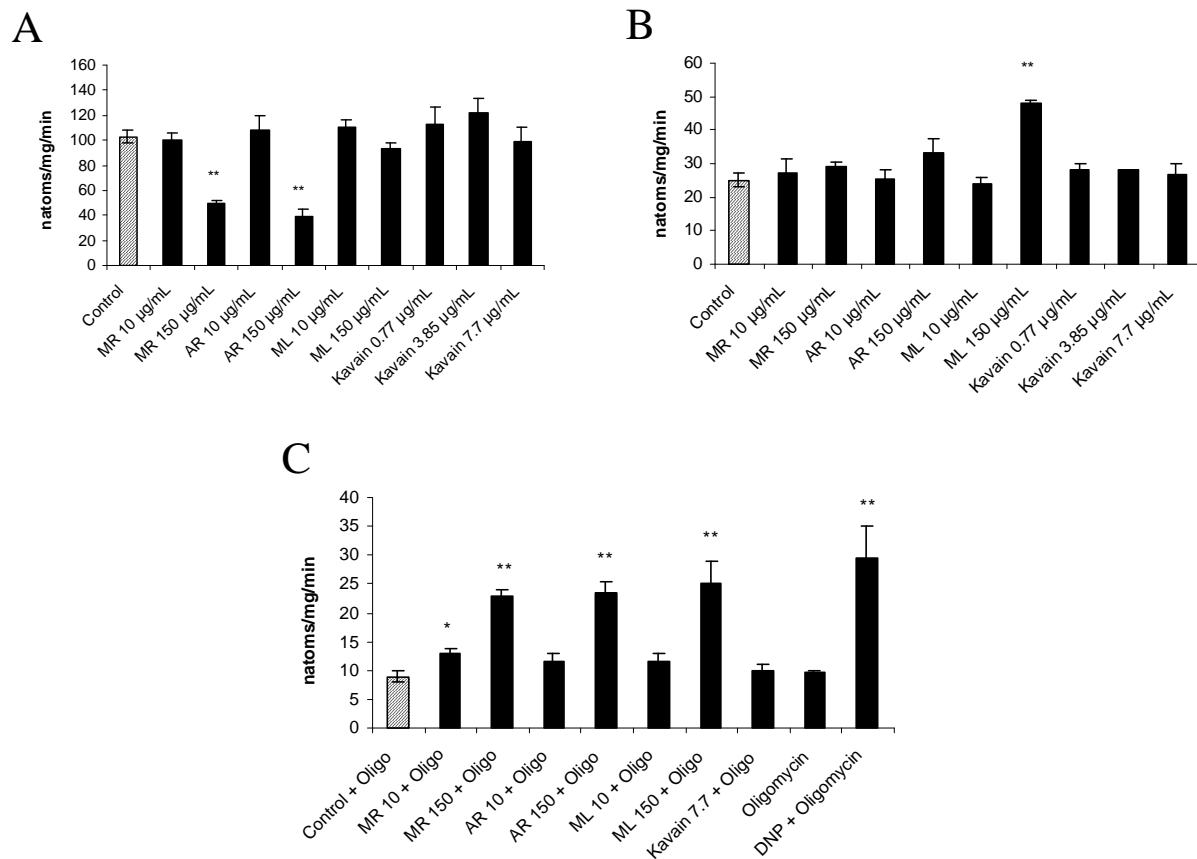 A
natoms/mg/min
160
140
120
100
80
60
40
20
0
**
**
Control
MR 10 µg/mL
MR 150 µg/mL
AR 10 µg/mL
AR 150 µg/mL
ML 10 µg/mL
ML 150 µg/mL
Kavain 0.77 µg/mL
Kavain 3.85 µg/mL
Kavain 7.7 µg/mL
B
natoms/mg/min
60
50
40
30
20
10
0
**
Control
MR 10 µg/mL
MR 150 µg/mL
AR 10 µg/mL
AR 150 µg/mL
ML 10 µg/mL
ML 150 µg/mL
Kavain 0.77 µg/mL
Kavain 3.85 µg/mL
Kavain 7.7 µg/mL
C
natoms/mg/min
40
35
30
25
20
15
10
5
0
*
**
**
**
**
Control + Oligo
MR 10 + Oligo
MR 150 + Oligo
AR 10 + Oligo
AR 150 + Oligo
ML 10 + Oligo
ML 150 + Oligo
Kavain 7.7 + Oligo
Oligomycin
DNP + Oligomycin